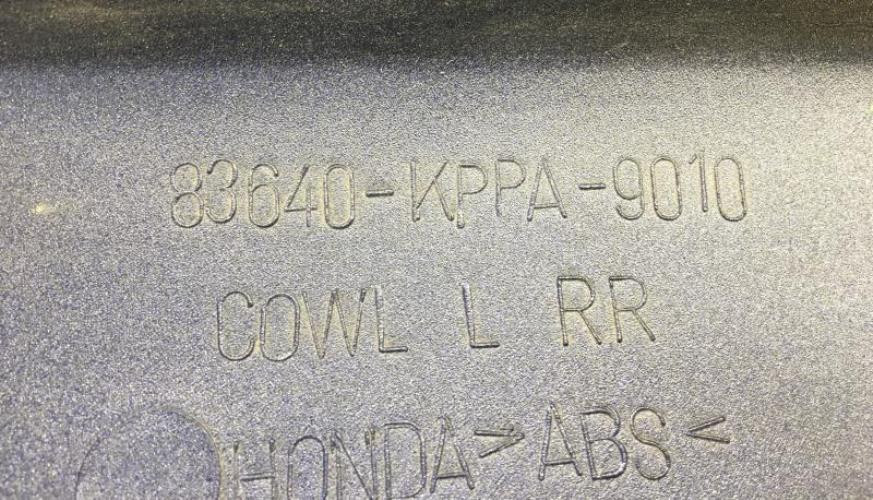 83640-KPPA-9010
COWL L RR
HONDA>ABS<